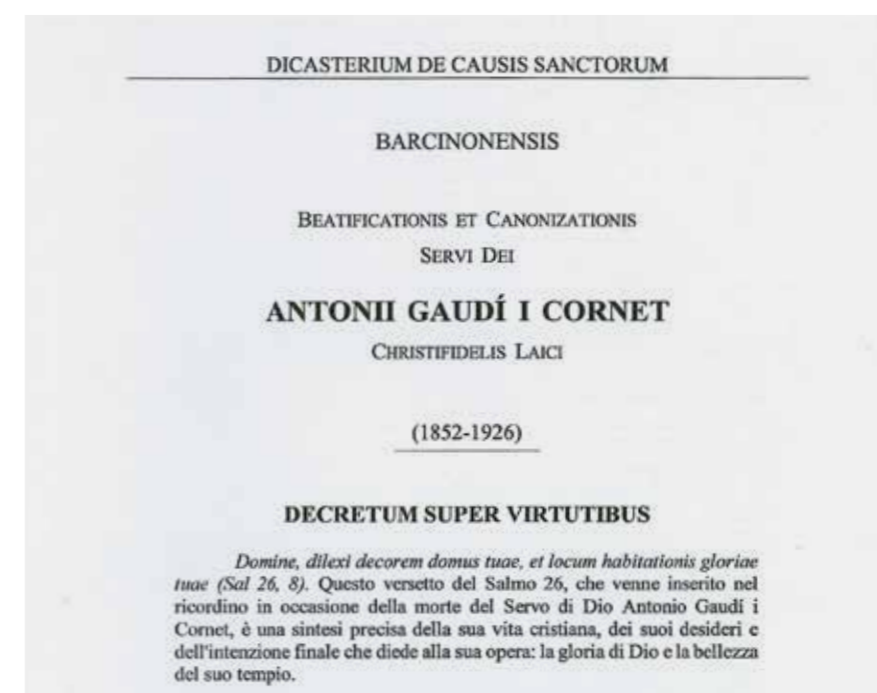 DICASTERIUM DE CAUSIS SANCTORUM
BARCINONENSIS
BEATIFICATIONIS ET CANONIZATIONIS
SERVI DEI
ANTONII GAUDÍ I CORNET
CHRISTIFIDELIS LAICI
(1852-1926)
DECRETUM SUPER VIRTUTIBUS
Domine, dilexi decorem domus tuae, et locum habitationis gloriae
tuae (Sal 26, 8). Questo versetto del Salmo 26, che venne inserito nel
ricordino in occasione della morte del Servo di Dio Antonio Gaudí i
Cornet, è una sintesi precisa della sua vita cristiana, dei suoi desideri e
dell'intenzione finale che diede alla sua opera: la gloria di Dio e la bellezza
del suo tempio.